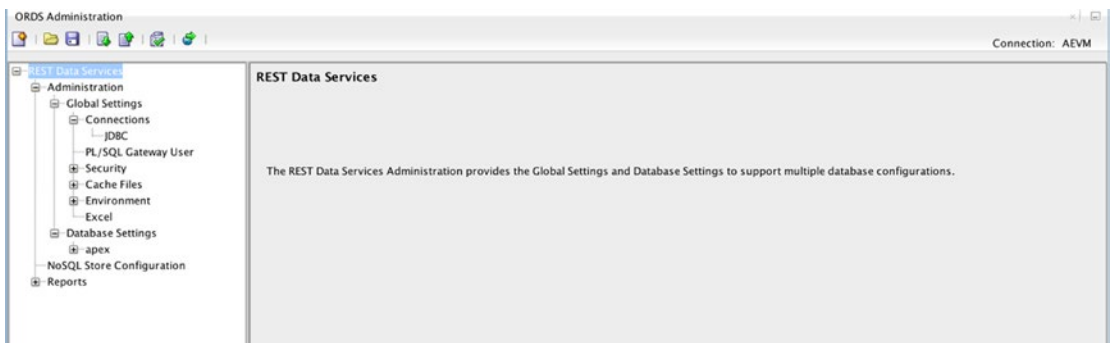 ORDS Administration
Connection: AEVM
REST Data Services
Administration
Global Settings
Connections
JDBC
PL/SQL Gateway User
Security
Cache Files
Environment
Excel
Database Settings
apex
NoSQL Store Configuration
Reports
REST Data Services
The REST Data Services Administration provides the Global Settings and Database Settings to support multiple database configurations.